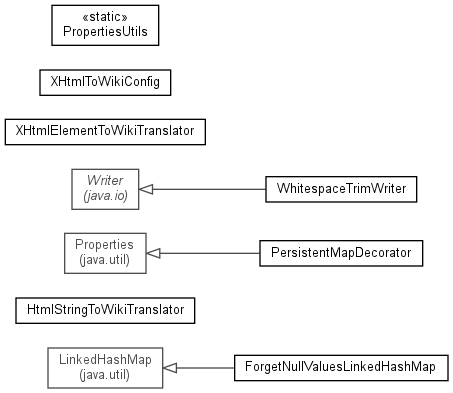 «static»
PropertiesUtils
XHtmlToWikiConfig
XHtmlElementToWikiTranslator
Writer
(java.io)
WhitespaceTrimWriter
Properties
(java.util)
PersistentMapDecorator
HtmlStringToWikiTranslator
LinkedHashMap
(java.util)
ForgetNullValuesLinkedHashMap